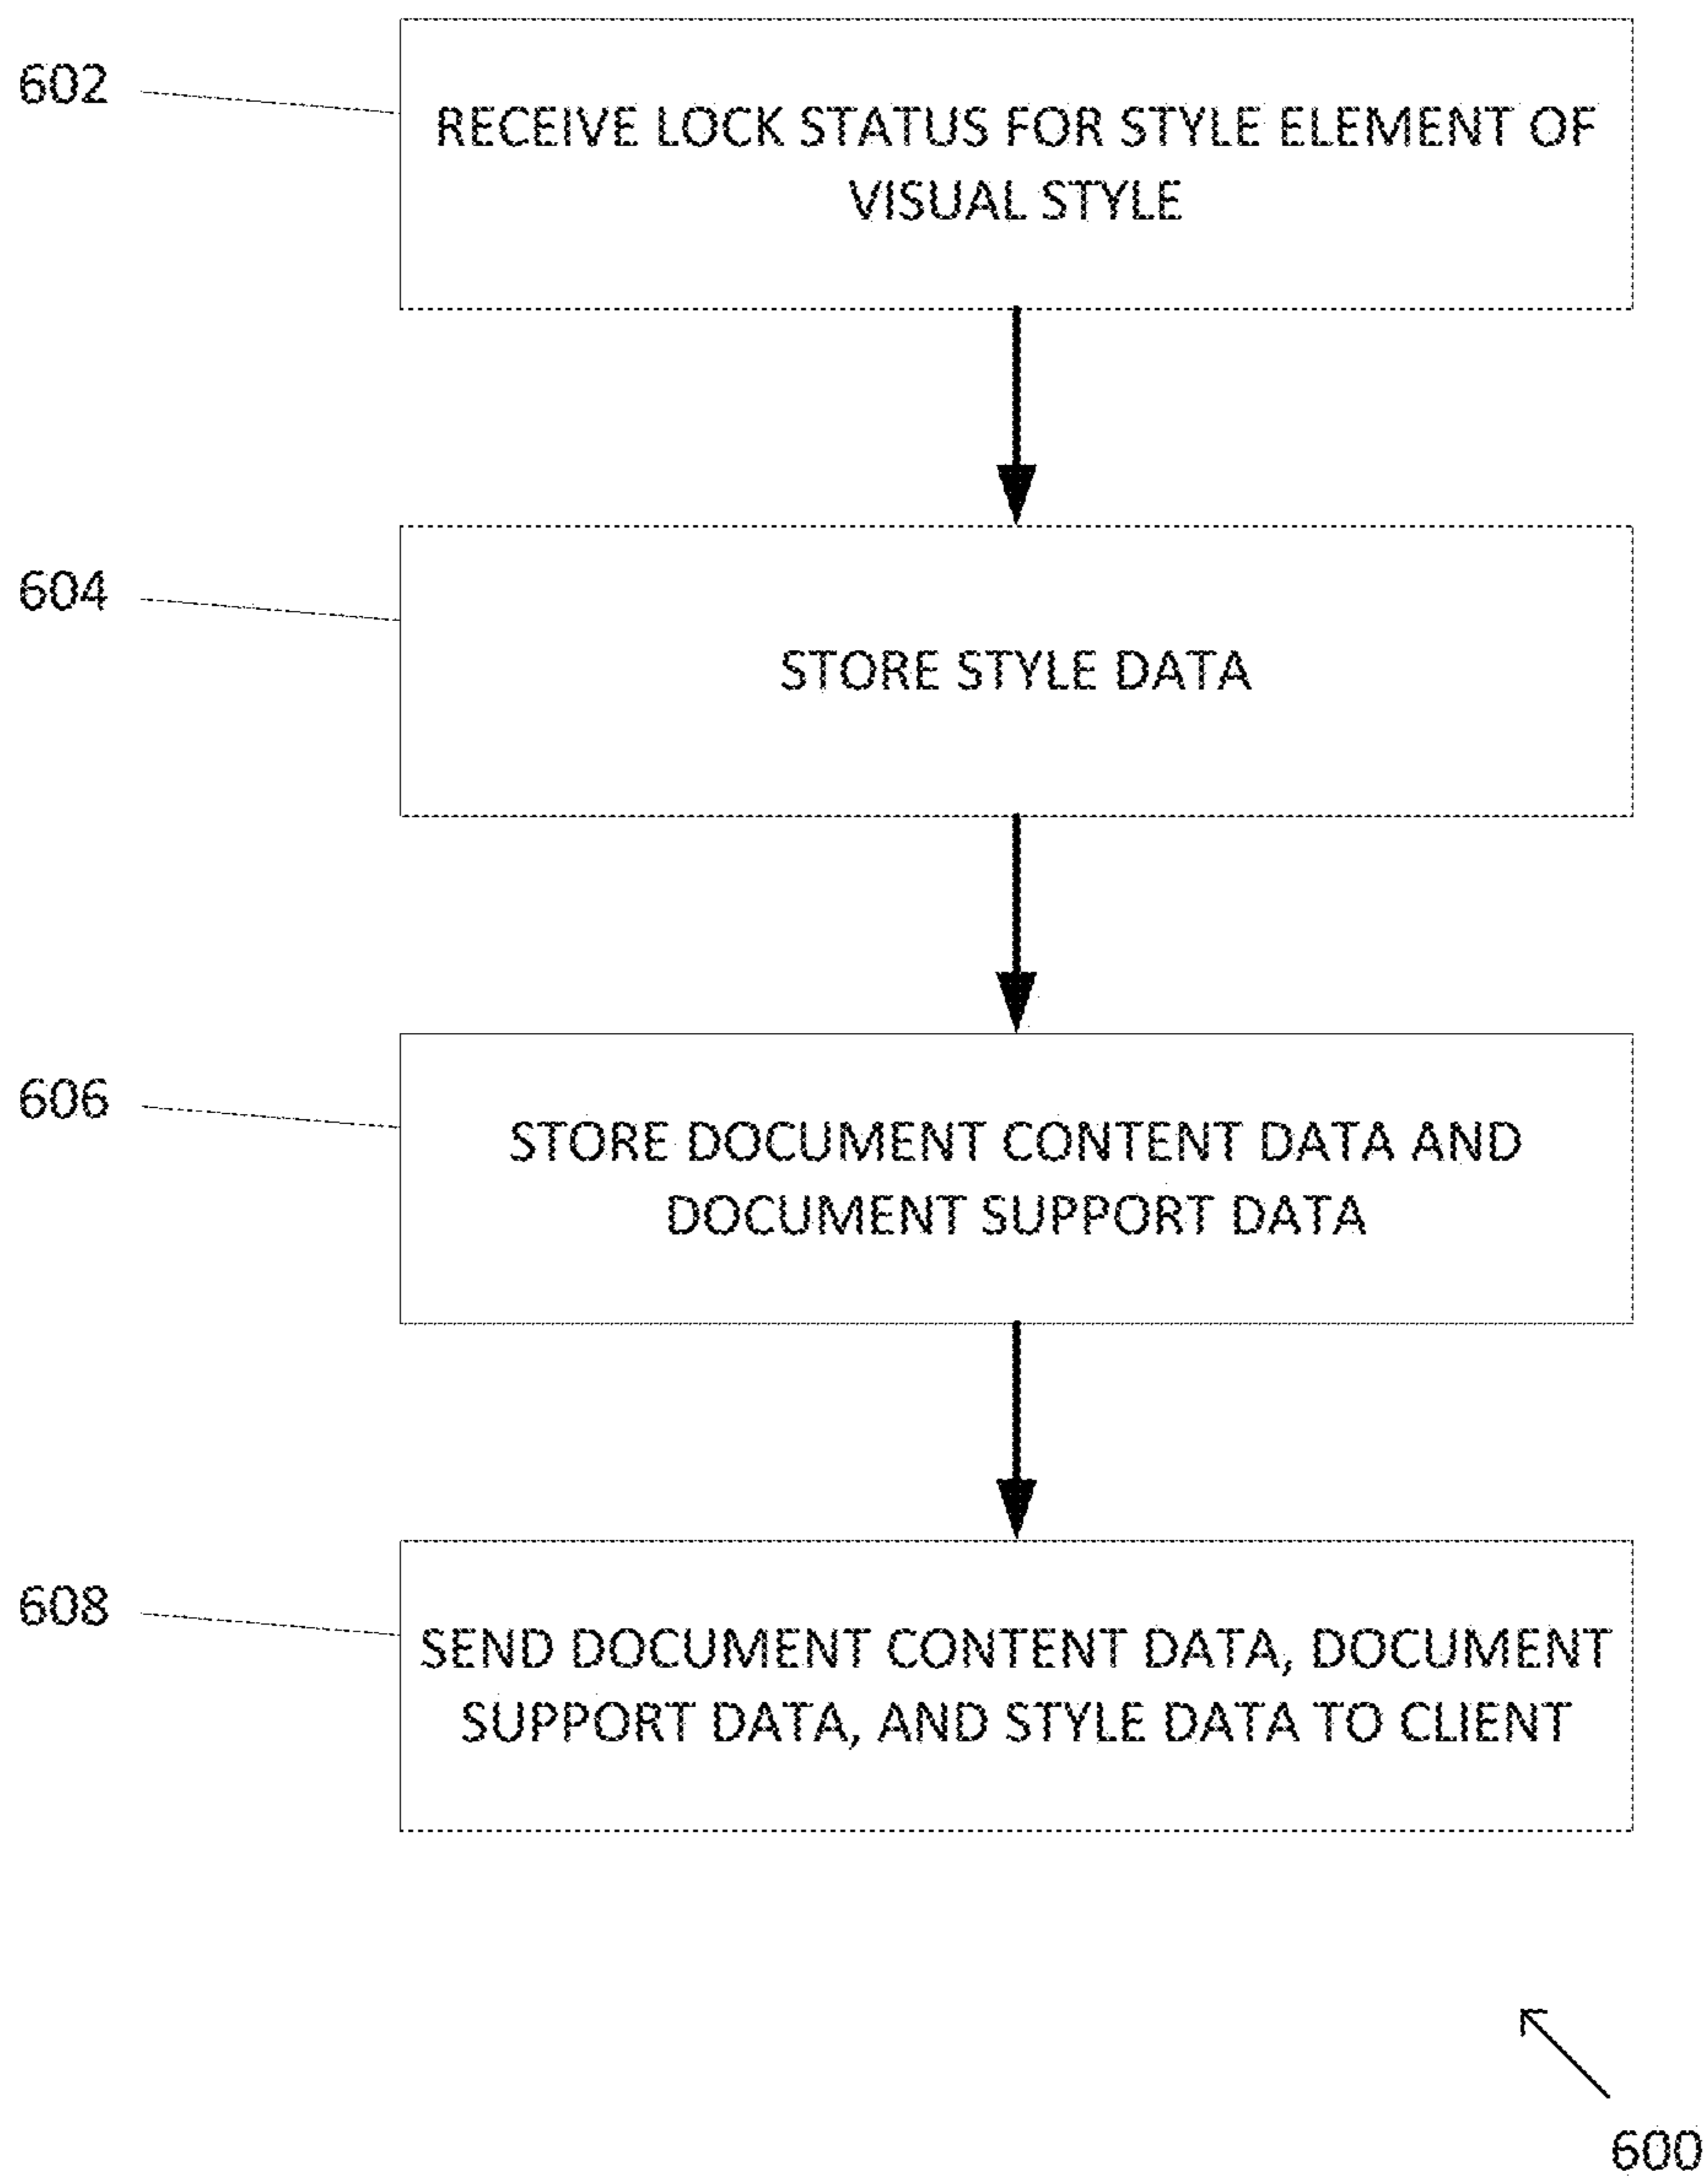 602
RECEIVE LOCK STATUS FOR STYLE ELEMENT OF
VISUAL STYLE
604
STORE STYLE DATA
606
STORE DOCUMENT CONTENT DATA AND
DOCUMENT SUPPORT DATA
608
SEND DOCUMENT CONTENT DATA, DOCUMENT
SUPPORT DATA, AND STYLE DATA TO CLIENT
600